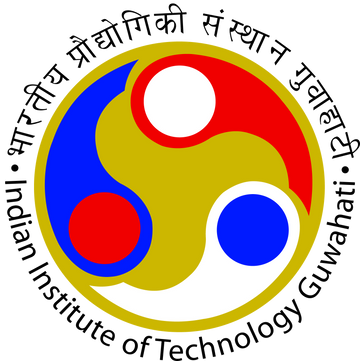 भारतीय प्रौद्योगिकी संस्थान गुवाहाटी
Indian Institute of Technology Guwahati